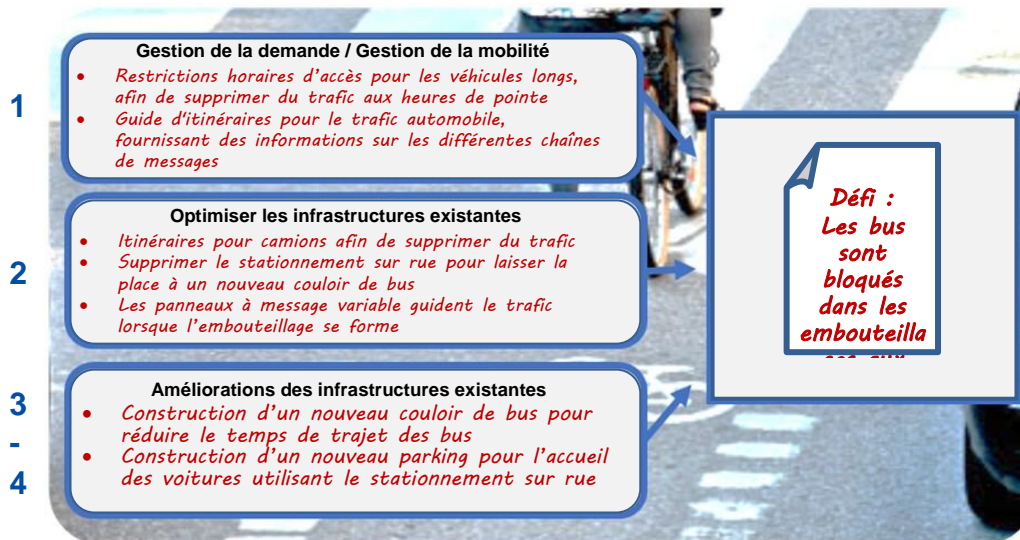 1
Gestion de la demande / Gestion de la mobilité
• Restrictions horaires d'accès pour les véhicules longs,
afin de supprimer du trafic aux heures de pointe
• Guide d'itinéraires pour le trafic automobile,
fournissant des informations sur les différentes chaînes
de messages
2
Optimiser les infrastructures existantes
• Itinéraires pour camions afin de supprimer du trafic
• Supprimer le stationnement sur rue pour laisser la
place à un nouveau couloir de bus
• Les panneaux à message variable guident le trafic
lorsque l'embouteillage se forme
3
-
4
Améliorations des infrastructures existantes
• Construction d'un nouveau couloir de bus pour
réduire le temps de trajet des bus
• Construction d'un nouveau parking pour l'accueil
des voitures utilisant le stationnement sur rue
Défi :
Les bus
sont
bloqués
dans les
embouteilla